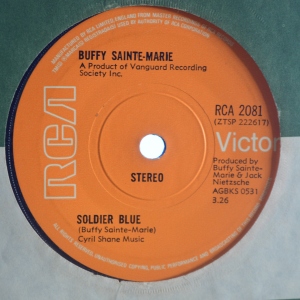 BUFFY SAINTE-MARIE
A Product of Vanguard Recording
Society Inc.
RCA
RCA 2081
(ZTSP 222617)
Victor
STEREO
Produced by
Buffy Sainte-
Marie & Jack
Nietzsche
AGBKS 0531
3.26
SOLDIER BLUE
(Buffy Sainte-Marie)
Cyril Shane Music